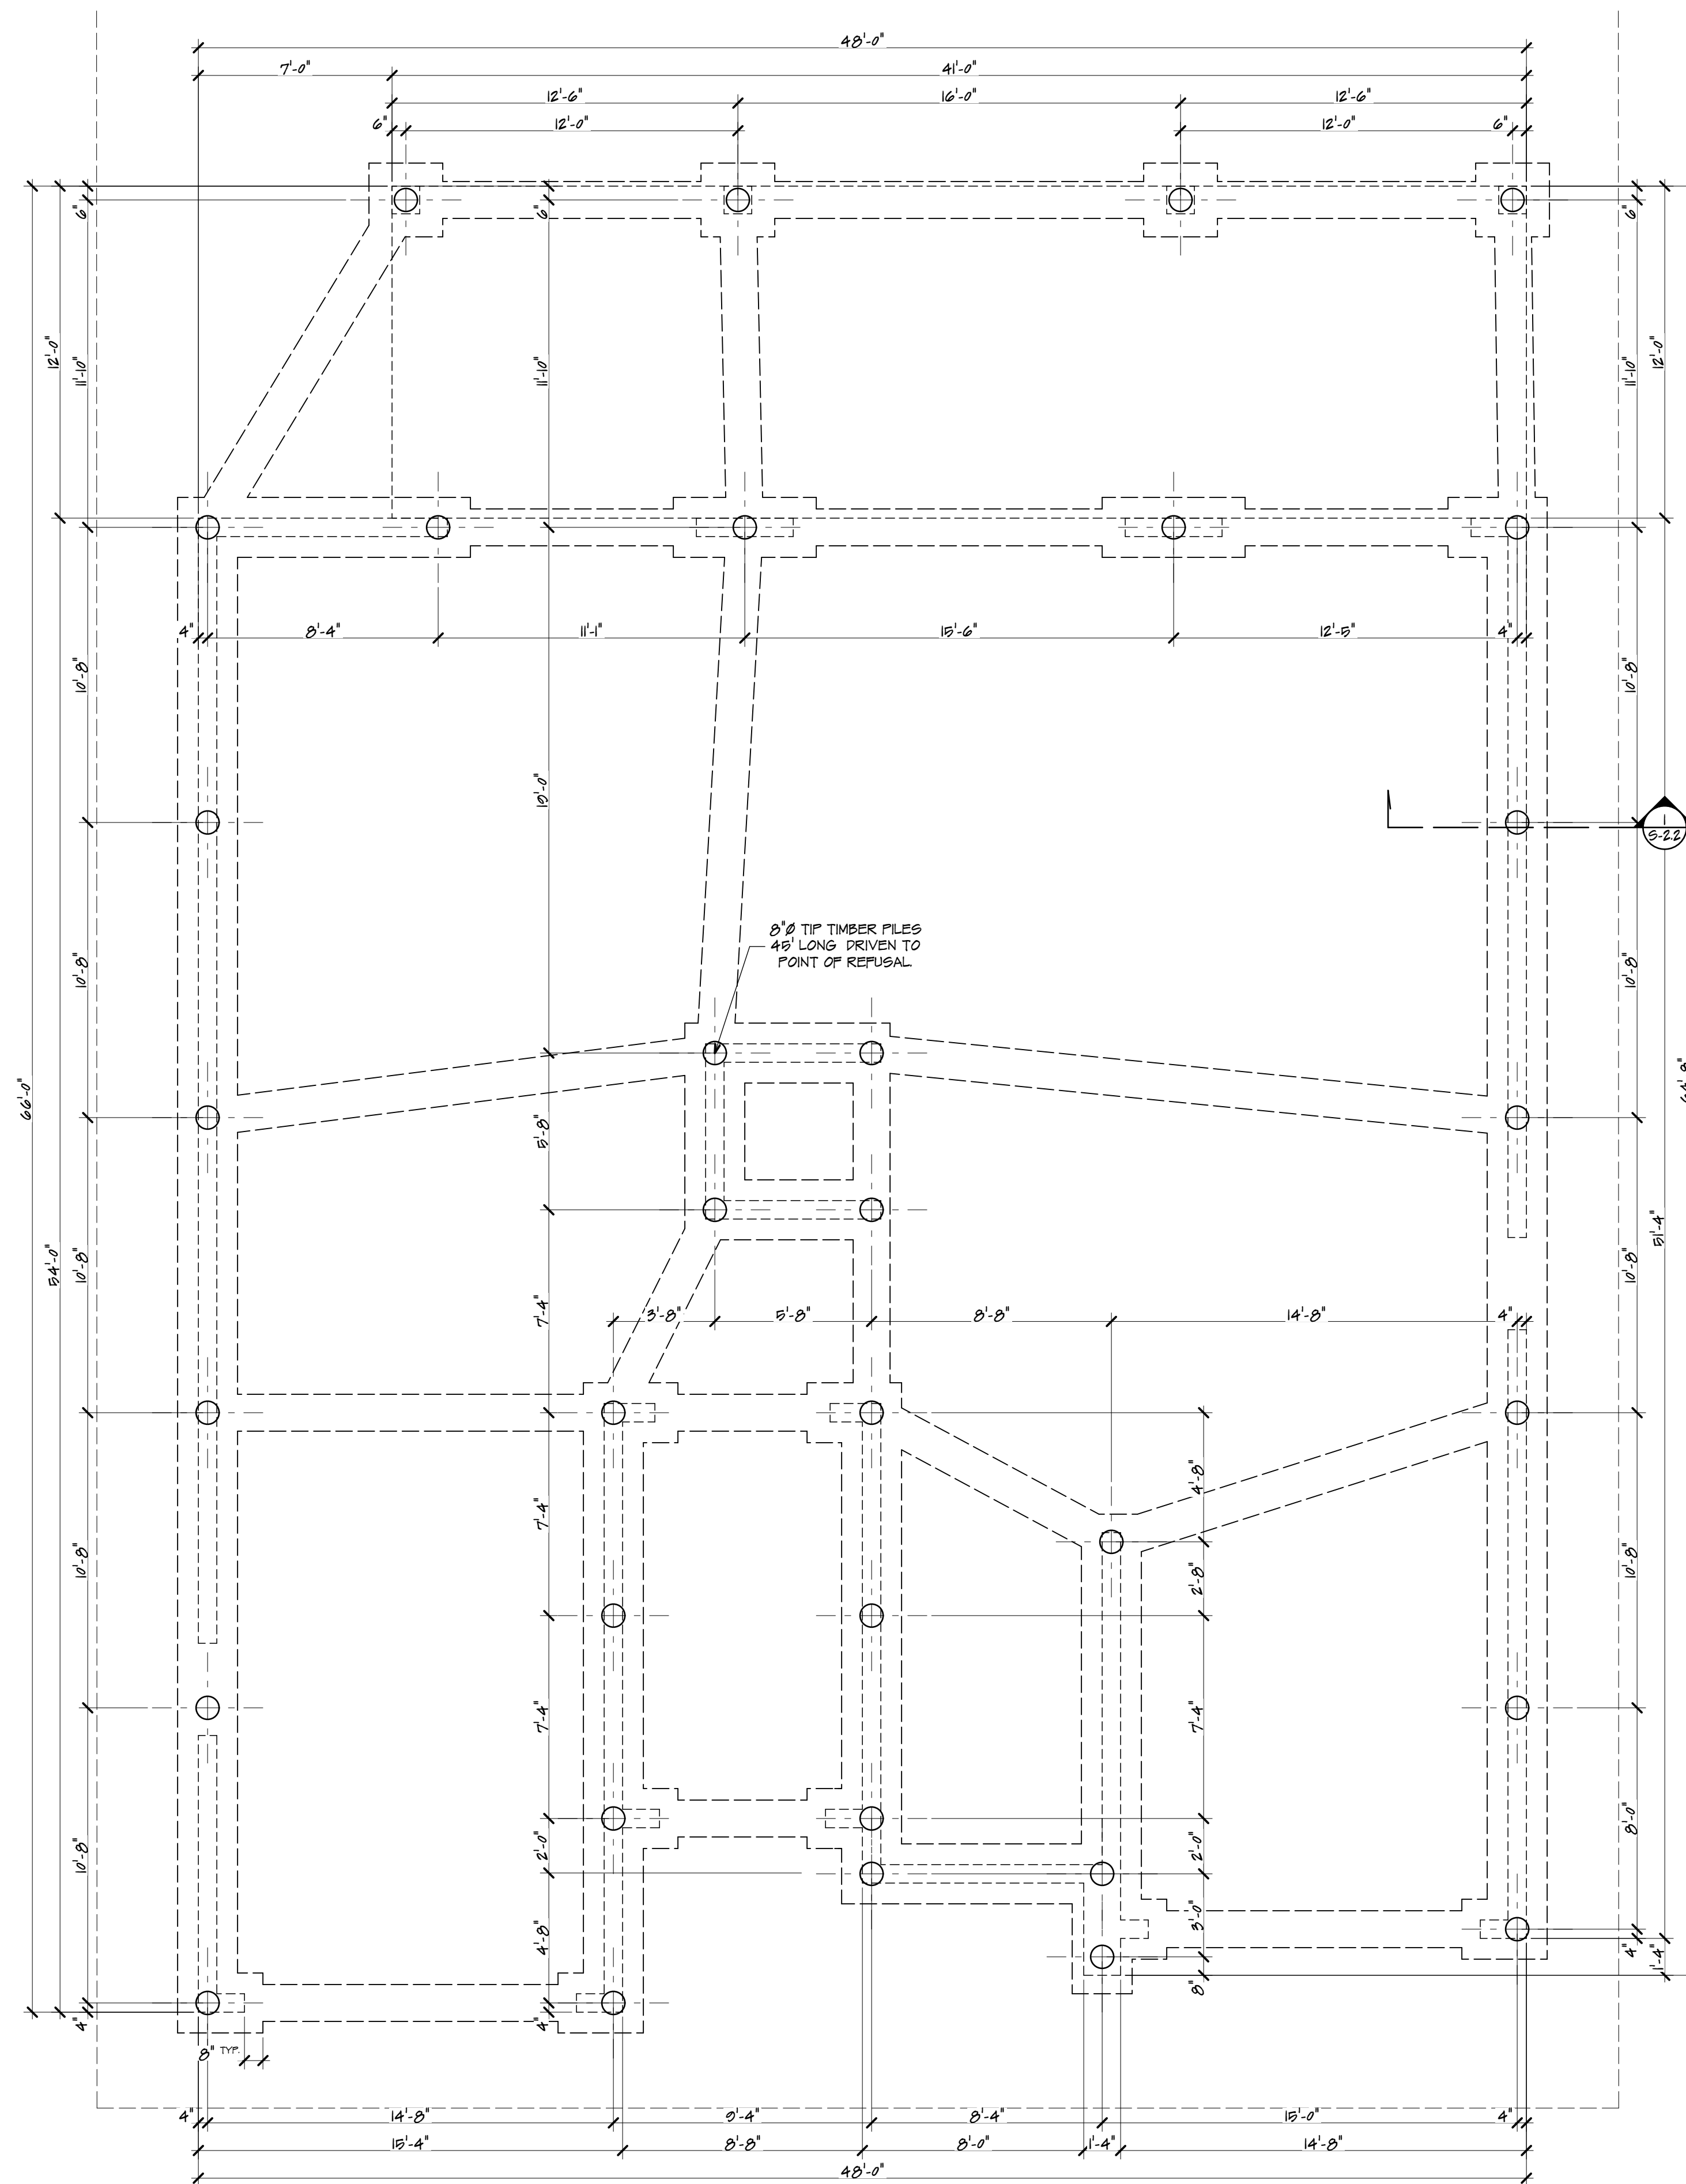 48'-0"
7'-0" 41'-0"
12'-6" 16'-0" 12'-6"
6" 12'-0" 12'-0" 6"
6" 6" 6"
12'-0" 11'-10" 11'-10" 11'-10" 12'-0"
4" 8'-4" 11'-1" 15'-6" 12'-5" 4"
10'-8" 10'-8"
19'-0"
S-2.2
8"Ø TIP TIMBER PILES
45' LONG DRIVEN TO
POINT OF REFUSAL.
10'-8" 10'-8"
66'-0"
5'-8"
54'-0" 10'-8" 10'-8" 51'-4"
7'-4"
3'-8" 5'-8" 8'-8" 14'-8" 4"
4'-8"
7'-4"
10'-8" 2'-8" 10'-8"
7'-4" 7'-4"
8'-0"
10'-8" 2'-0" 2'-0"
4'-8" 3'-0"
4" 4" 8" 4" 1'-4"
8" TYP.
4" 14'-8" 9'-4" 8'-4" 15'-0" 4"
15'-4" 8'-8" 8'-0" 1'-4" 14'-8"
48'-0"